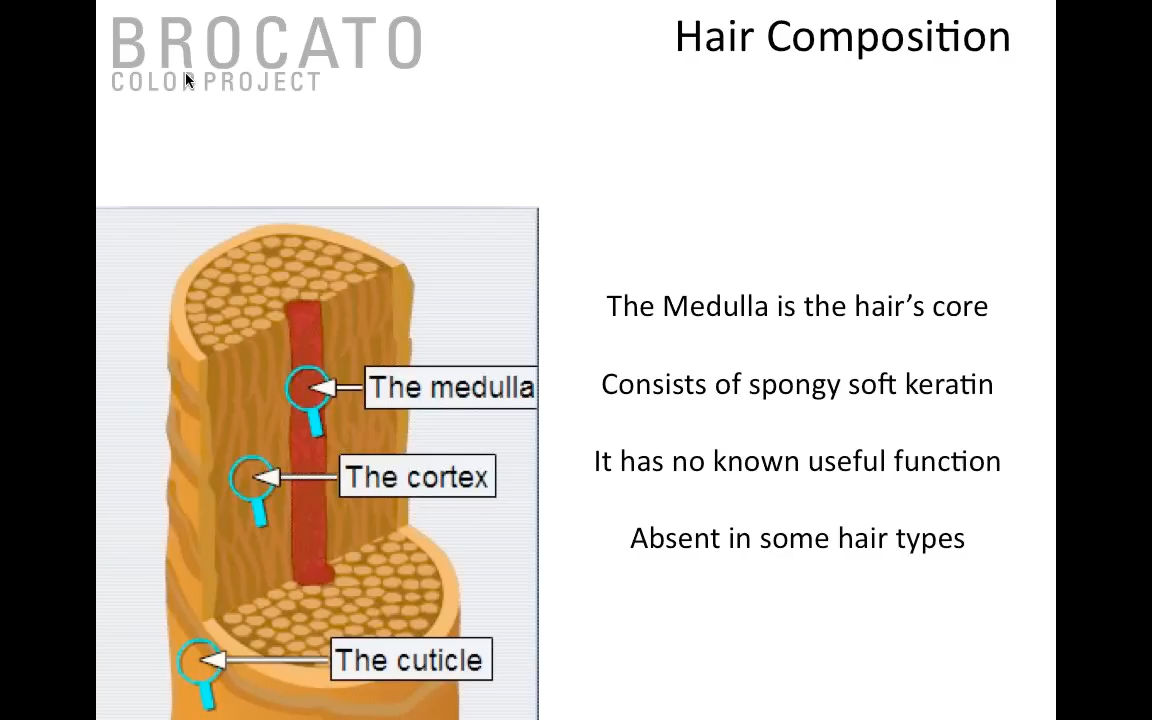 BROCATO
COLOR PROJECT
Hair Composition
The Medulla is the hair’s core
Consists of spongy soft keratin
It has no known useful function
Absent in some hair types
The medulla
The cortex
The cuticle